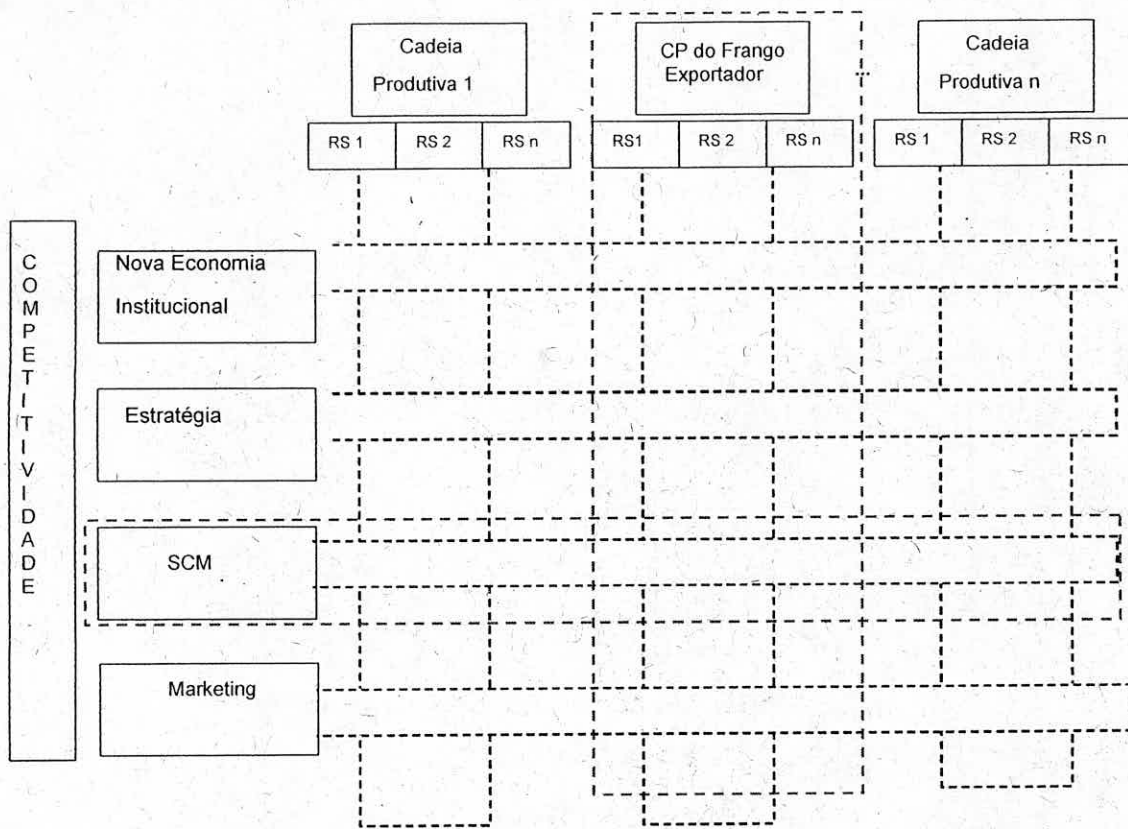 Cadeia
Produtiva 1
CP do Frango
Exportador
...
Cadeia
Produtiva n
RS 1
RS 2
RS n
RS1
RS 2
RS n
RS 1
RS 2
RS n
COMPETITIVIDADE
Nova Economia
Institucional
Estratégia
SCM
Marketing